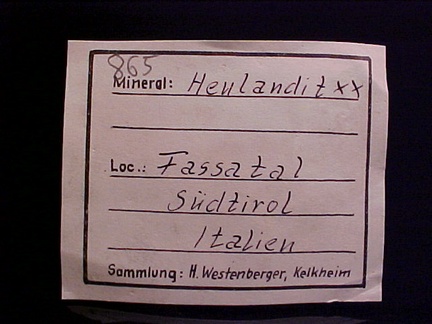 865
Mineral: Heulandit xx
Loc.: Fassatal
Südtirol
Italien
Sammlung: H. Westenberger, Kelkheim